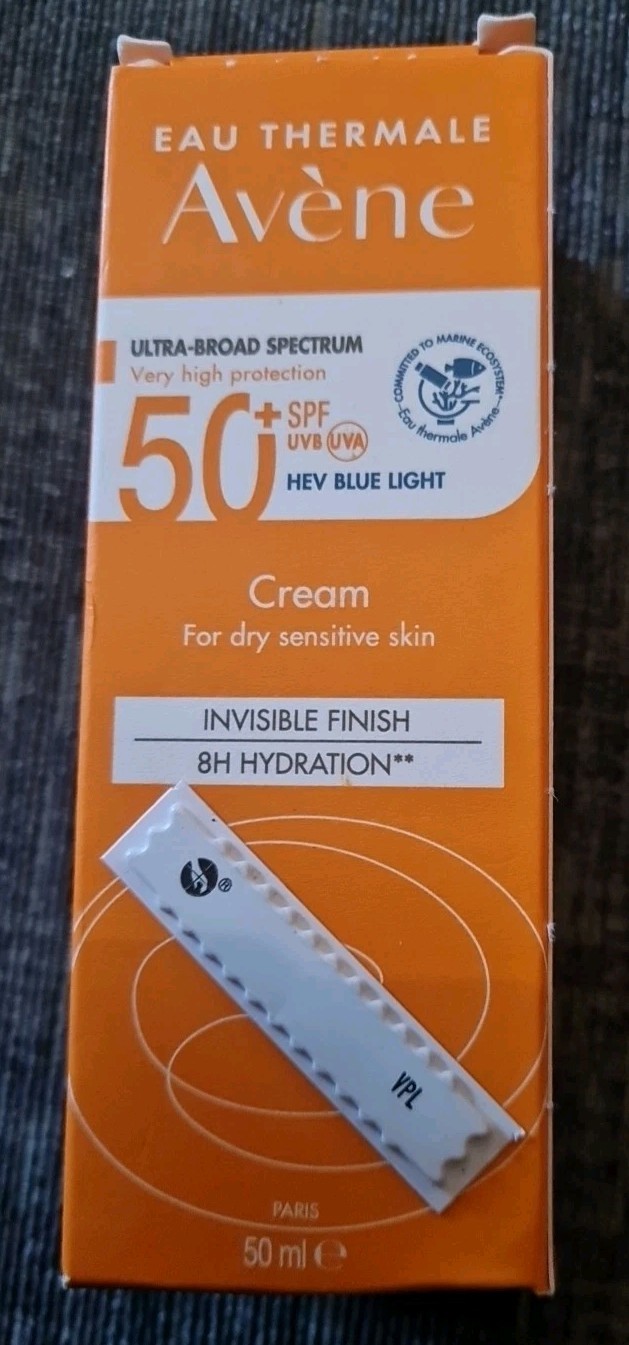 EAU THERMALE
Avène
ULTRA-BROAD SPECTRUM
Very high protection
50+ SPF
UVB UVA
HEV BLUE LIGHT
COMMITTED TO MARINE ECOSYSTEM
Eau thermale Avène
Cream
For dry sensitive skin
INVISIBLE FINISH
8H HYDRATION**
®
VPL
PARIS
50 ml e